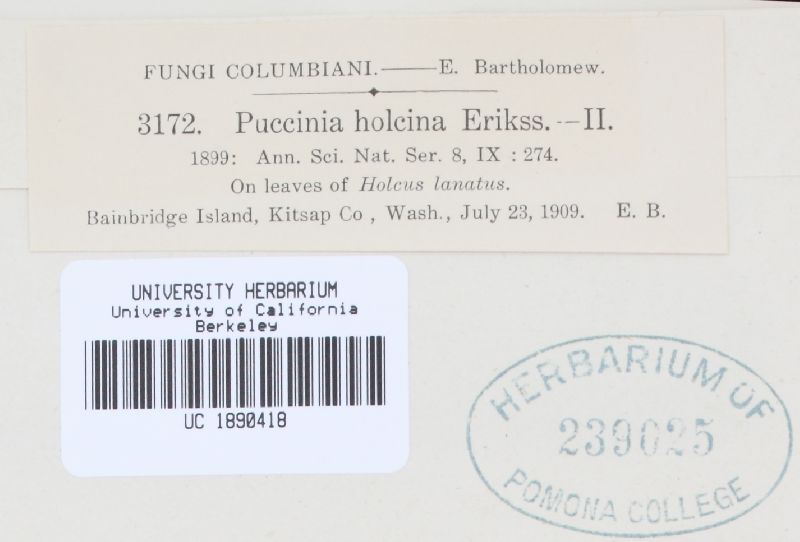 FUNGI COLUMBIANI.——E. Bartholomew.
3172. Puccinia holcina Erikss.—II.
1899: Ann. Sci. Nat. Ser. 8, IX : 274.
On leaves of Holcus lanatus.
Bainbridge Island, Kitsap Co , Wash., July 23, 1909. E. B.
UNIVERSITY HERBARIUM
University of California
Berkeley
UC 1890418
HERBARIUM OF
239025
POMONA COLLEGE